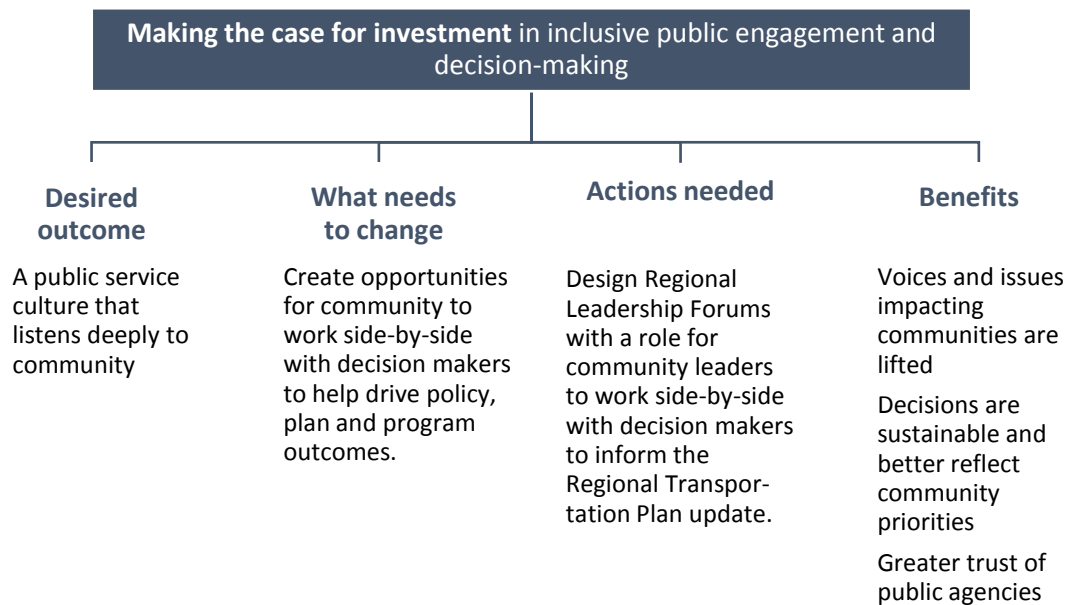 Making the case for investment in inclusive public engagement and
decision-making
Desired
outcome
A public service
culture that
listens deeply to
community
What needs
to change
Create opportunities
for community to
work side-by-side
with decision makers
to help drive policy,
plan and program
outcomes.
Actions needed
Design Regional
Leadership Forums
with a role for
community leaders
to work side-by-side
with decision makers
to inform the
Regional Transpor-
tation Plan update.
Benefits
Voices and issues
impacting
communities are
lifted
Decisions are
sustainable and
better reflect
community
priorities
Greater trust of
public agencies